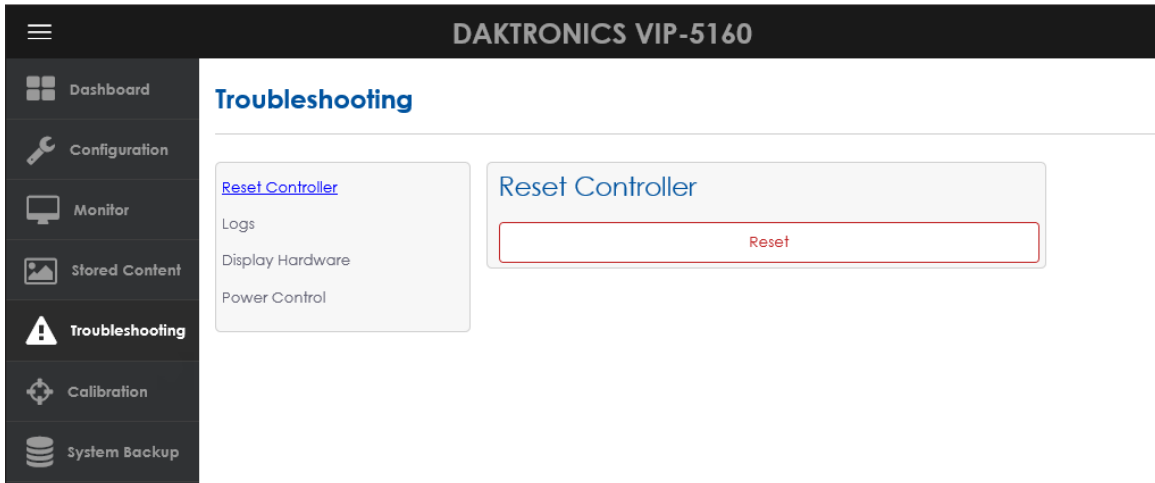 DAKTRONICS VIP-5160
Dashboard
Configuration
Monitor
Stored Content
Troubleshooting
Calibration
System Backup
Troubleshooting
Reset Controller
Logs
Display Hardware
Power Control
Reset Controller
Reset